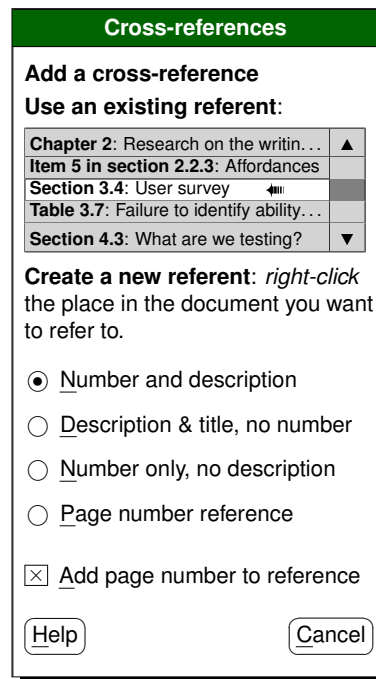 Cross-references
Add a cross-reference
Use an existing referent:
Chapter 2: Research on the writin...
Item 5 in section 2.2.3: Affordances
Section 3.4: User survey
Table 3.7: Failure to identify ability...
Section 4.3: What are we testing?
Create a new referent: right-click
the place in the document you want
to refer to.
Number and description
Description & title, no number
Number only, no description
Page number reference
Add page number to reference
Help Cancel